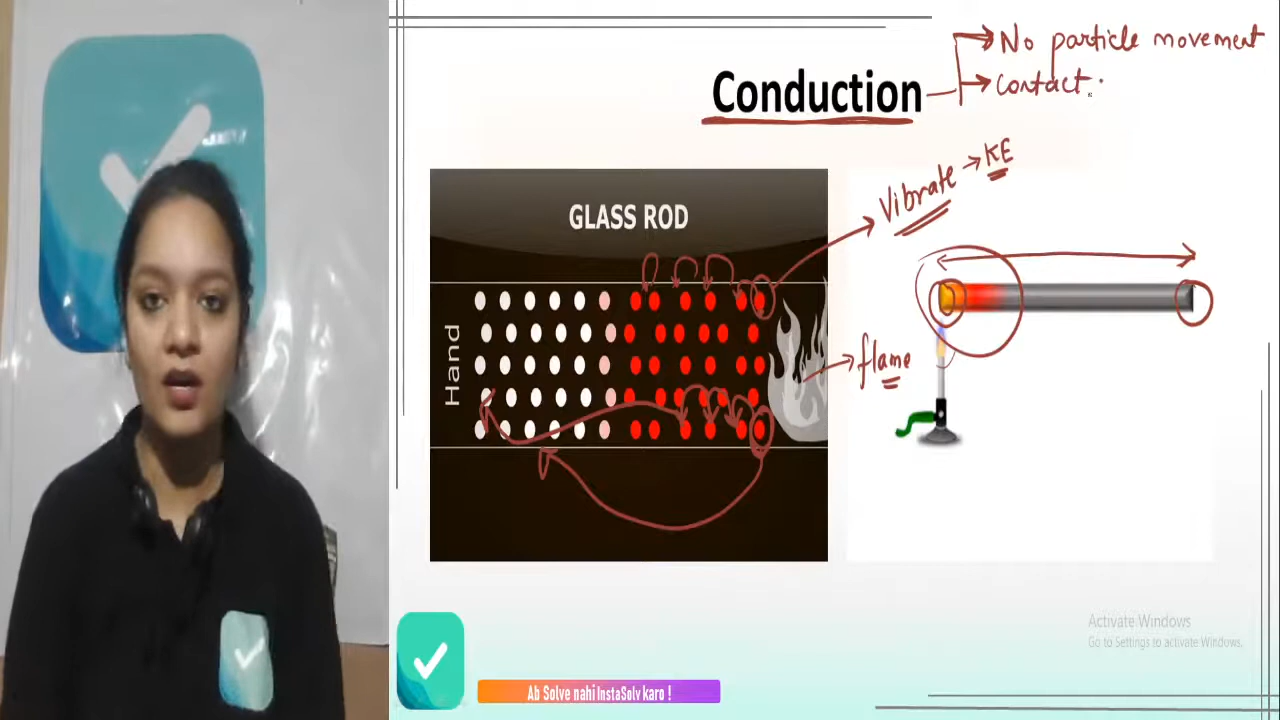 No particle movement
Conduction
Contact.
Vibrate → KE
GLASS ROD
Hand
flame
Activate Windows
Go to Settings to activate Windows.
Ab Solve nahi InstaSolv karo !